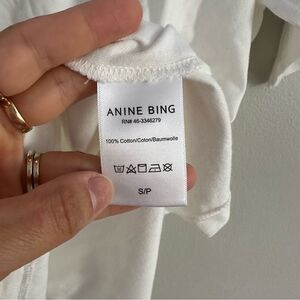 ANINE BING
RN# 46-3346279
100% Cotton/Coton/Baumwolle
S/P